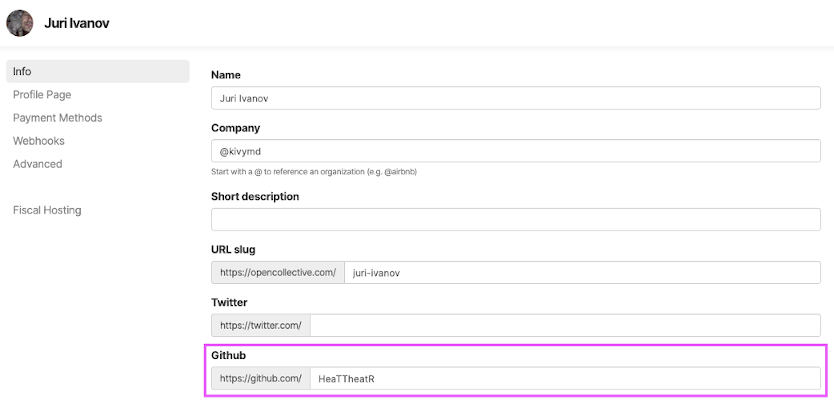 Juri Ivanov
Info
Profile Page
Payment Methods
Webhooks
Advanced
Fiscal Hosting
Name
Juri Ivanov
Company
@kivymd
Start with a @ to reference an organization (e.g. @airbnb)
Short description
URL slug
https://opencollective.com/ juri-ivanov
Twitter
https://twitter.com/
Github
https://github.com/ HeaTTheatR